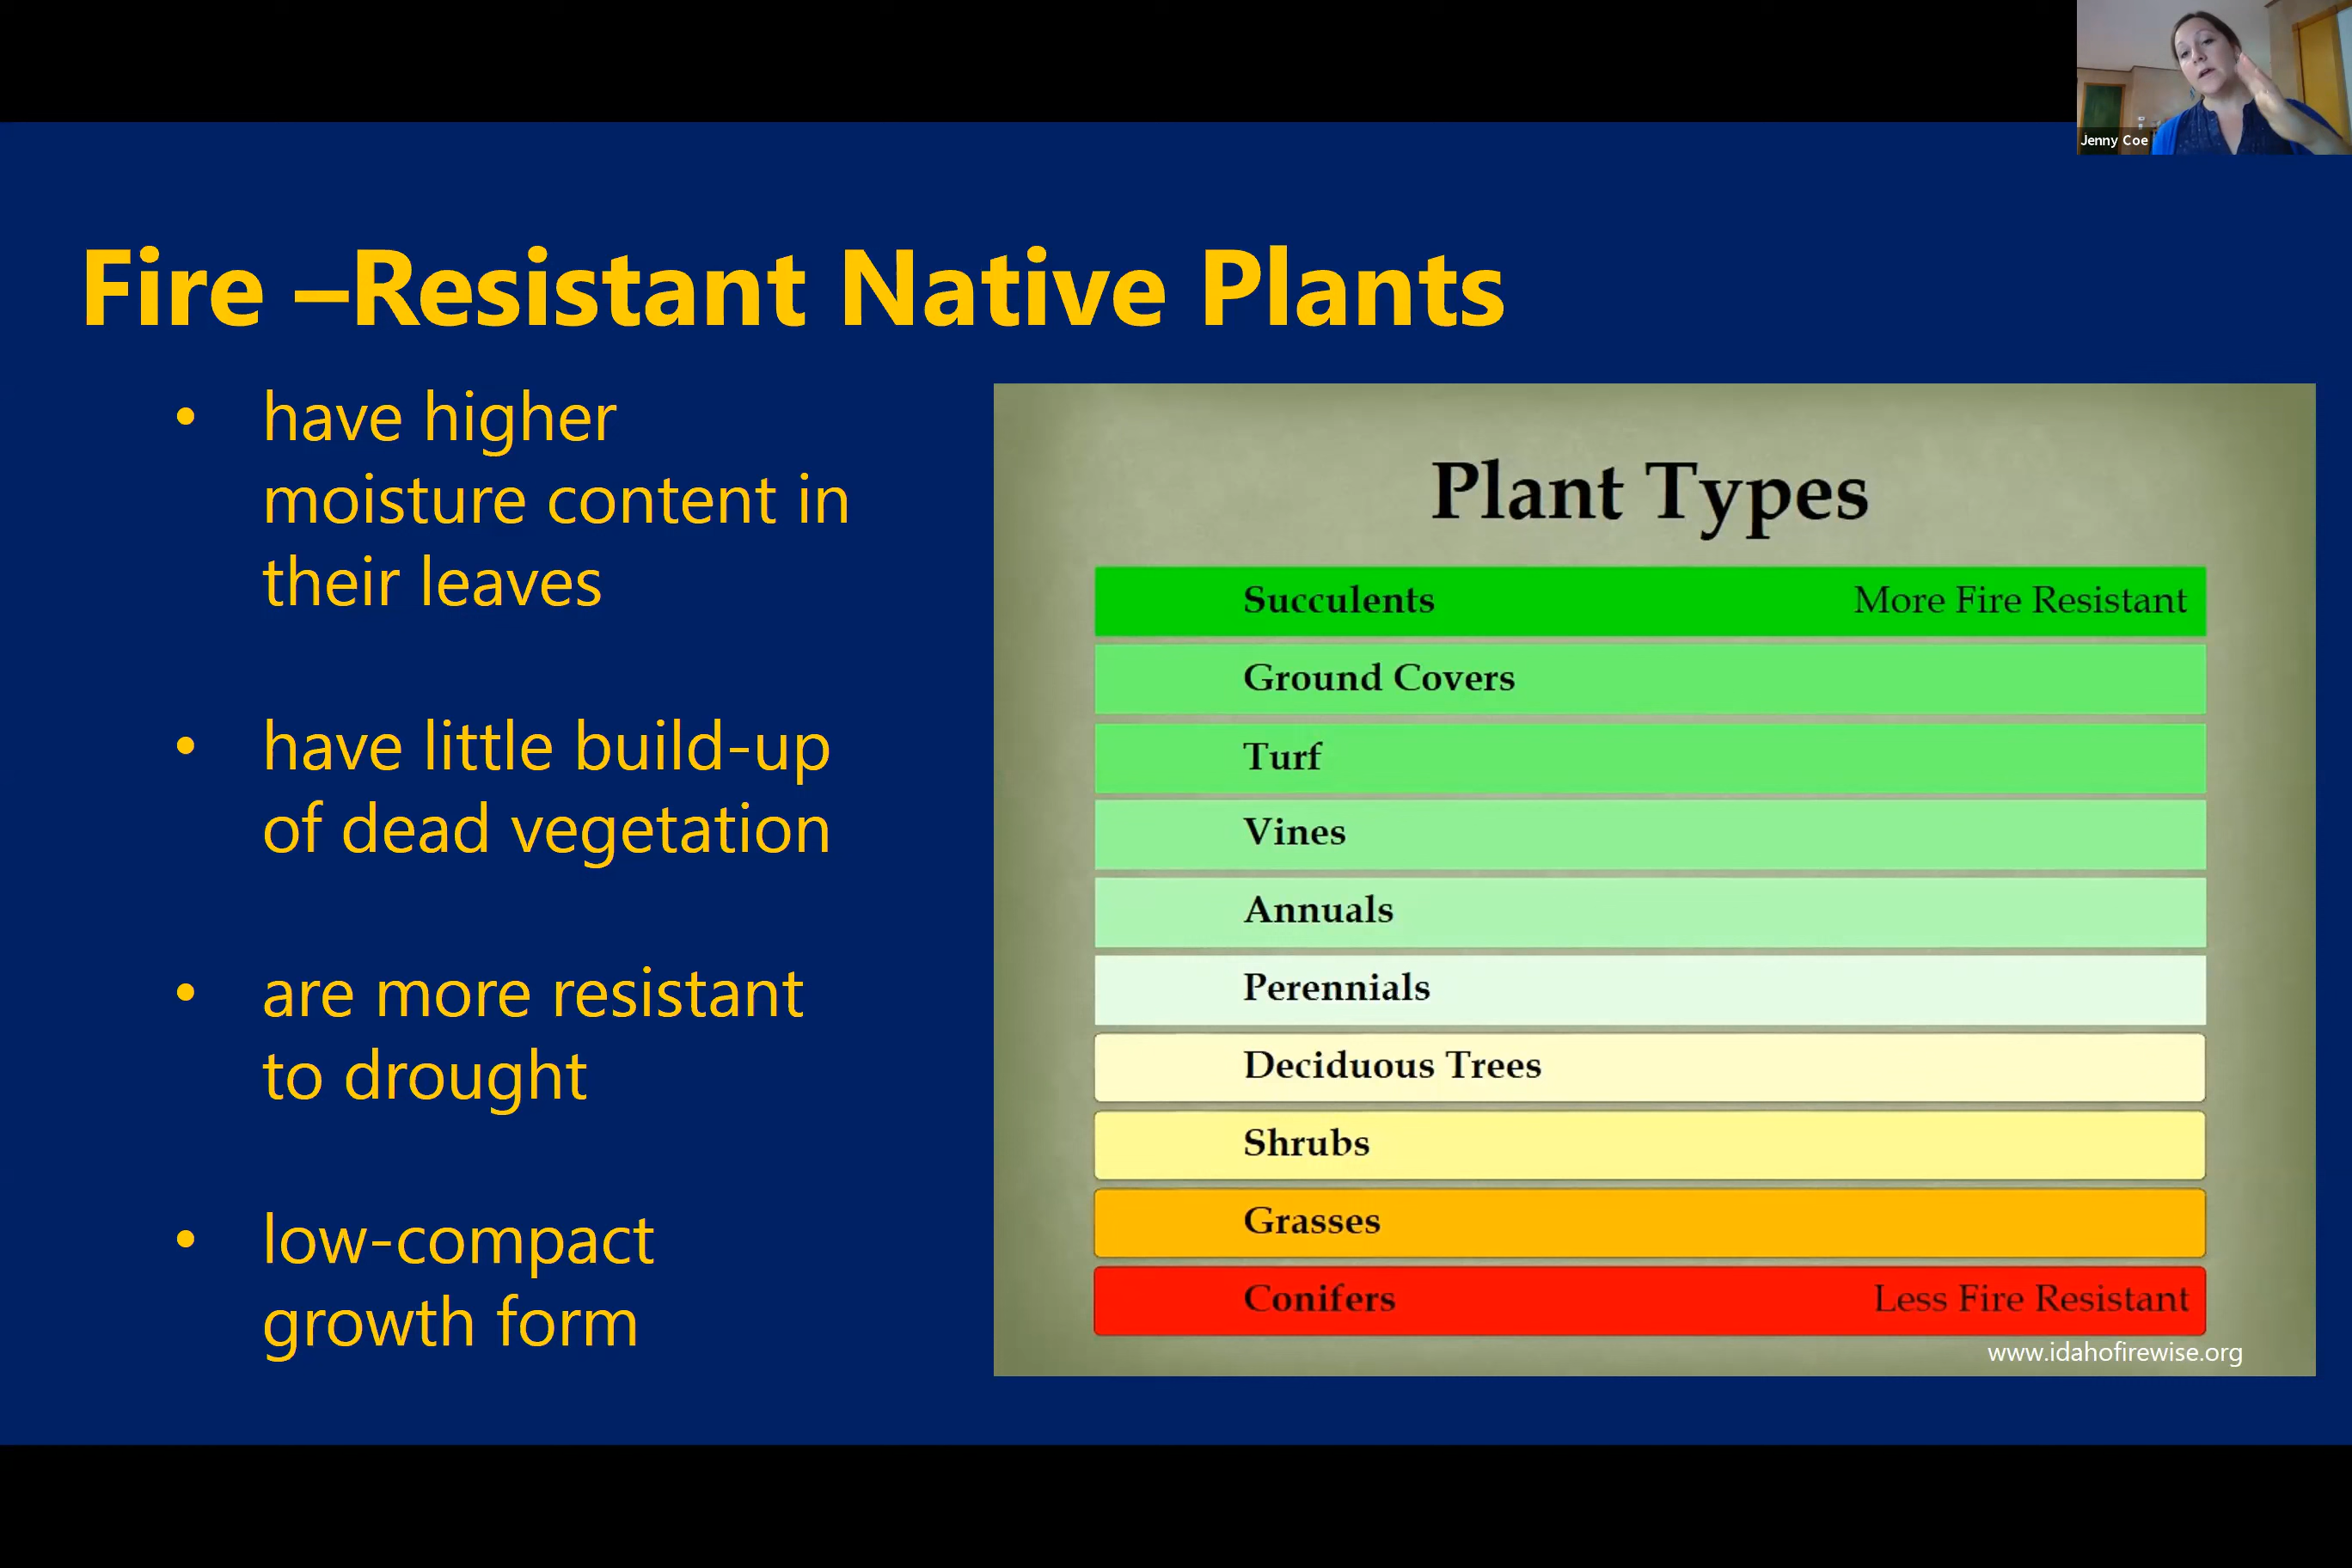 Jenny Coe
Fire –Resistant Native Plants
• have higher
moisture content in
their leaves
• have little build-up
of dead vegetation
• are more resistant
to drought
• low-compact
growth form
Plant Types
Succulents More Fire Resistant
Ground Covers
Turf
Vines
Annuals
Perennials
Deciduous Trees
Shrubs
Grasses
Conifers Less Fire Resistant
www.idahofirewise.org